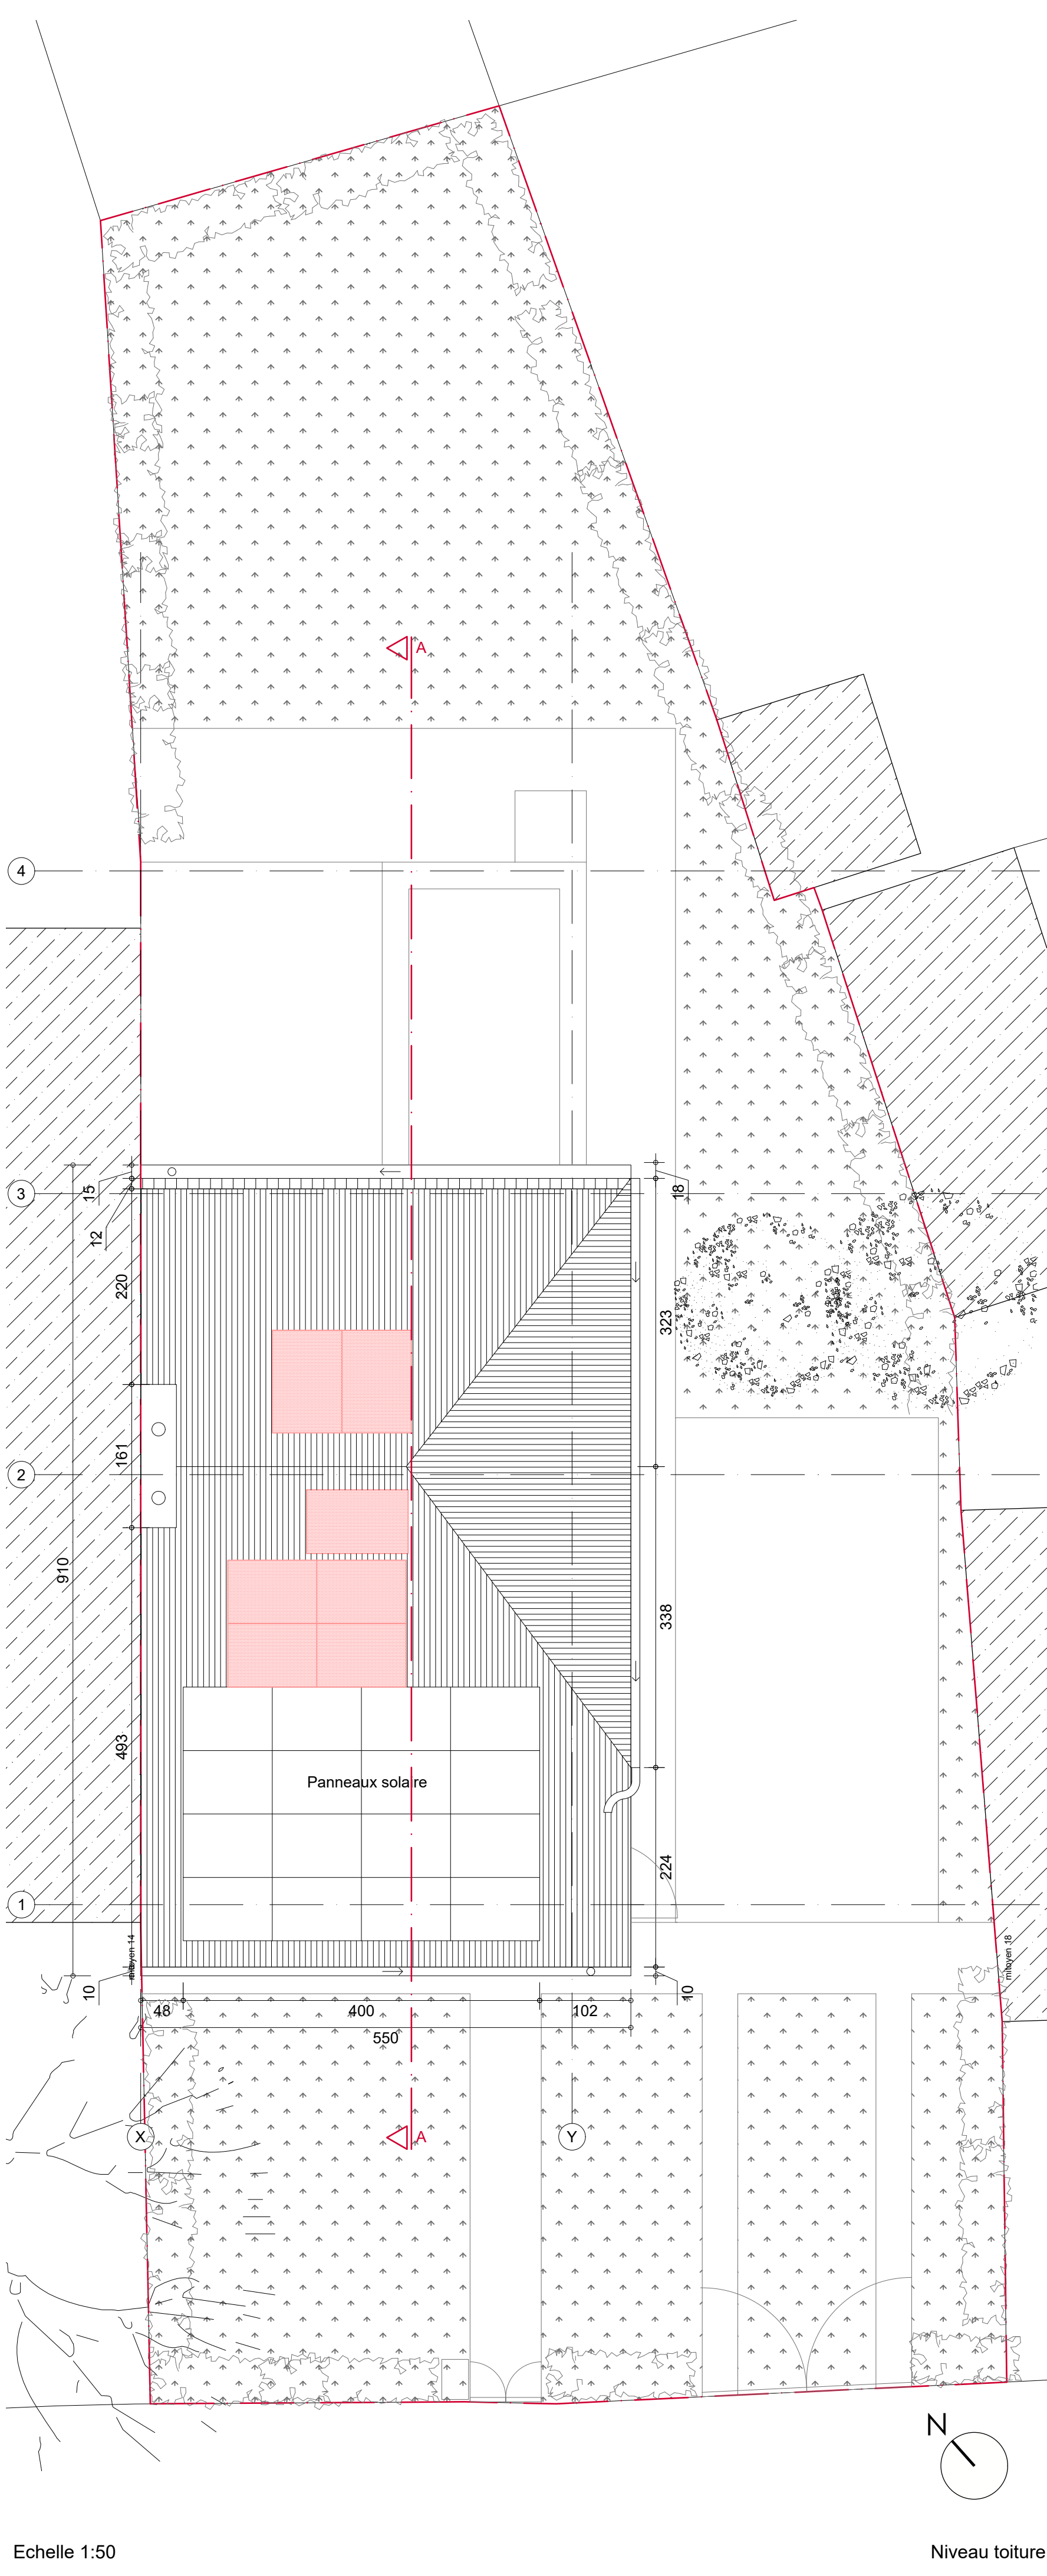 A
4
3
15
18
12
220
323
161
2
910
338
493
Panneaux solaire
224
1
mitoyen 14
mitoyen 18
10
10
48
400
102
550
X
A
Y
N
Echelle 1:50
Niveau toiture